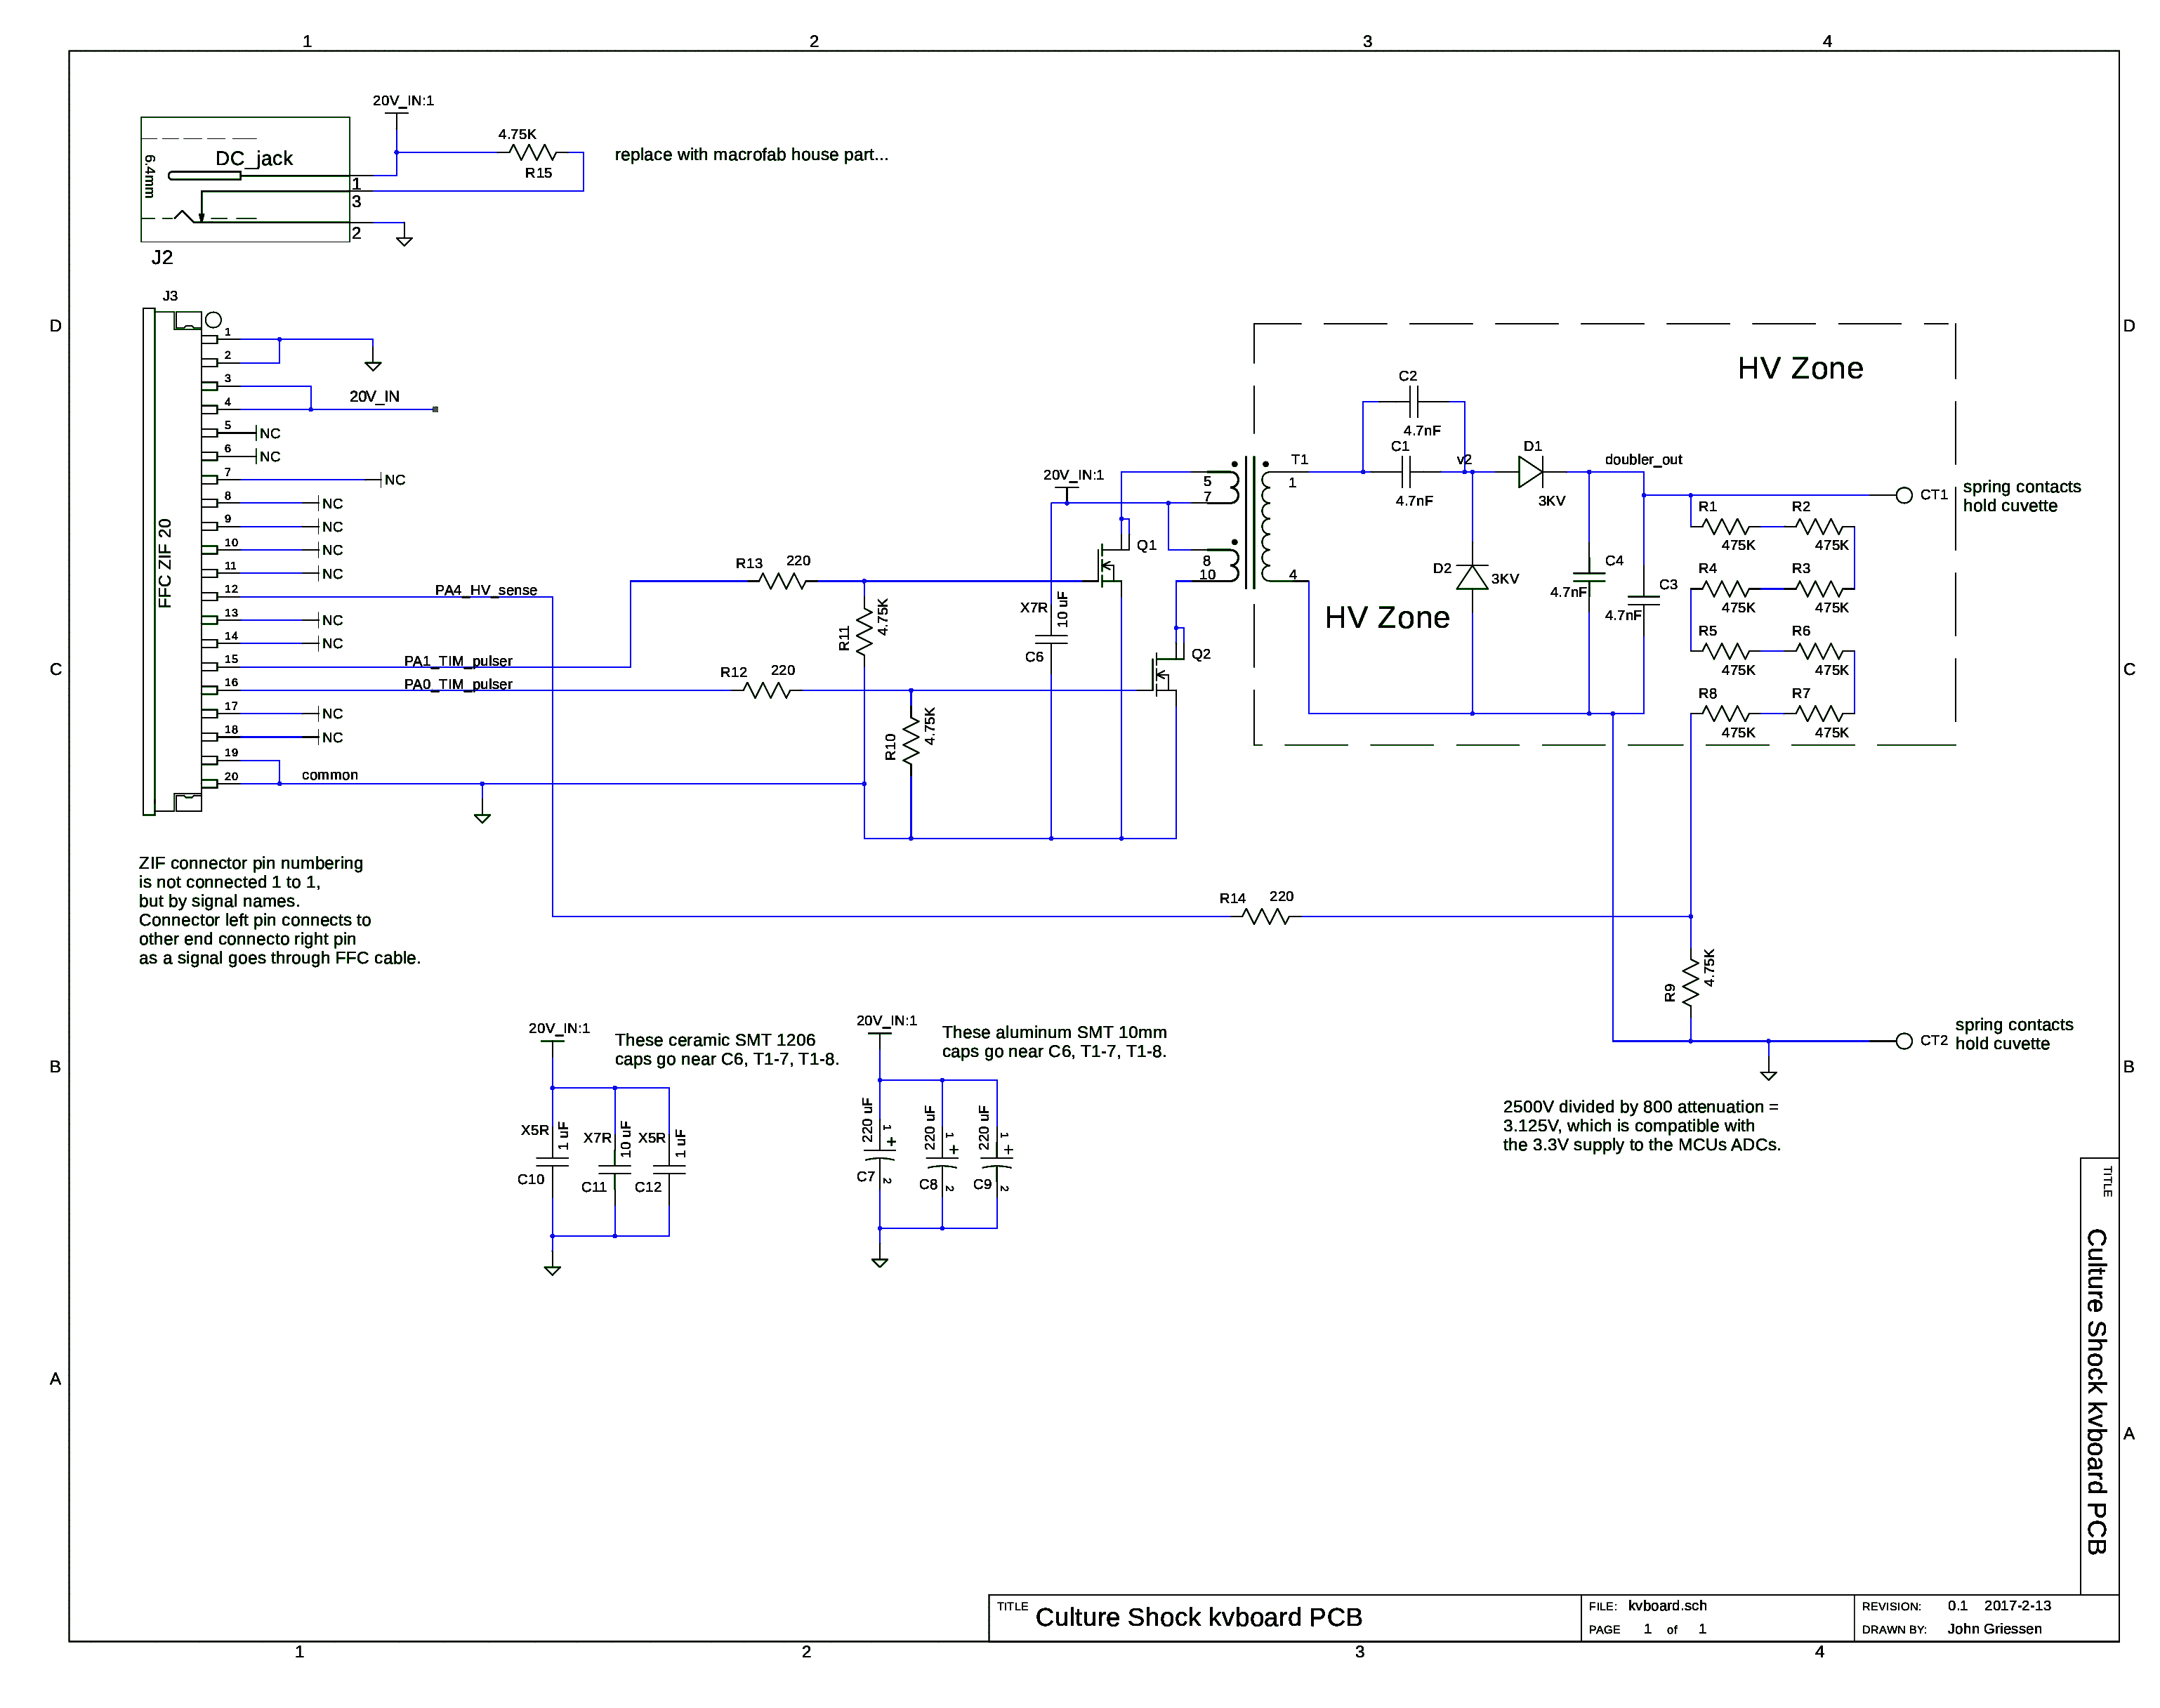 1
2
3
4
20V_IN:1
DC_jack
6.4mm
1
3
2
J2
4.75K
R15
replace with macrofab house part...
J3
FFC ZIF 20
1
2
3
4
20V_IN
5
NC
6
NC
7
NC
8
NC
9
NC
10
NC
11
NC
12
PA4_HV_sense
13
NC
14
NC
15
PA1_TIM_pulser
16
PA0_TIM_pulser
17
NC
18
NC
19
20
common
D
C
B
A
ZIF connector pin numbering
is not connected 1 to 1,
but by signal names.
Connector left pin connects to
other end connecto right pin
as a signal goes through FFC cable.
R13
220
R11
4.75K
R12
220
R10
4.75K
20V_IN:1
X7R
10 uF
C6
Q1
Q2
5
7
8
10
T1
1
4
HV Zone
HV Zone
C2
4.7nF
C1
4.7nF
v2
D1
3KV
D2
3KV
doubler_out
C4
4.7nF
C3
4.7nF
CT1
spring contacts
hold cuvette
R1
475K
R2
475K
R4
475K
R3
475K
R5
475K
R6
475K
R8
475K
R7
475K
R14
220
R9
4.75K
CT2
spring contacts
hold cuvette
2500V divided by 800 attenuation =
3.125V, which is compatible with
the 3.3V supply to the MCUs ADCs.
20V_IN:1
These ceramic SMT 1206
caps go near C6, T1-7, T1-8.
X5R
1 uF
C10
X7R
10 uF
C11
X5R
1 uF
C12
20V_IN:1
These aluminum SMT 10mm
caps go near C6, T1-7, T1-8.
220 uF
1
+
C7
2
220 uF
1
+
C8
2
220 uF
1
+
C9
2
D
C
B
A
TITLE
Culture Shock kvboard PCB
TITLE
Culture Shock kvboard PCB
FILE: kvboard.sch
PAGE 1 of 1
REVISION: 0.1 2017-2-13
DRAWN BY: John Griessen
1
2
3
4